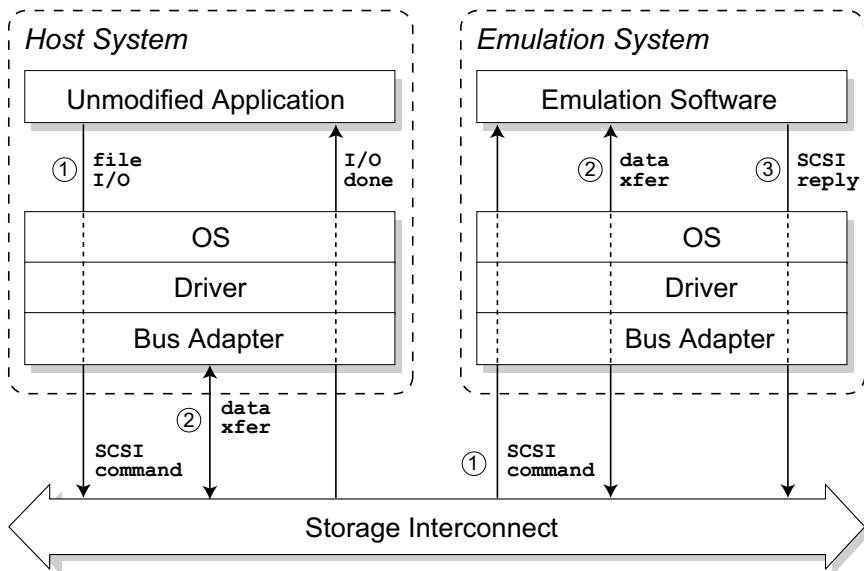 Host System
Unmodified Application
① file
I/O
I/O
done
OS
Driver
Bus Adapter
② data
xfer
SCSI
command
Emulation System
Emulation Software
② data
xfer
③ SCSI
reply
OS
Driver
Bus Adapter
① SCSI
command
Storage Interconnect